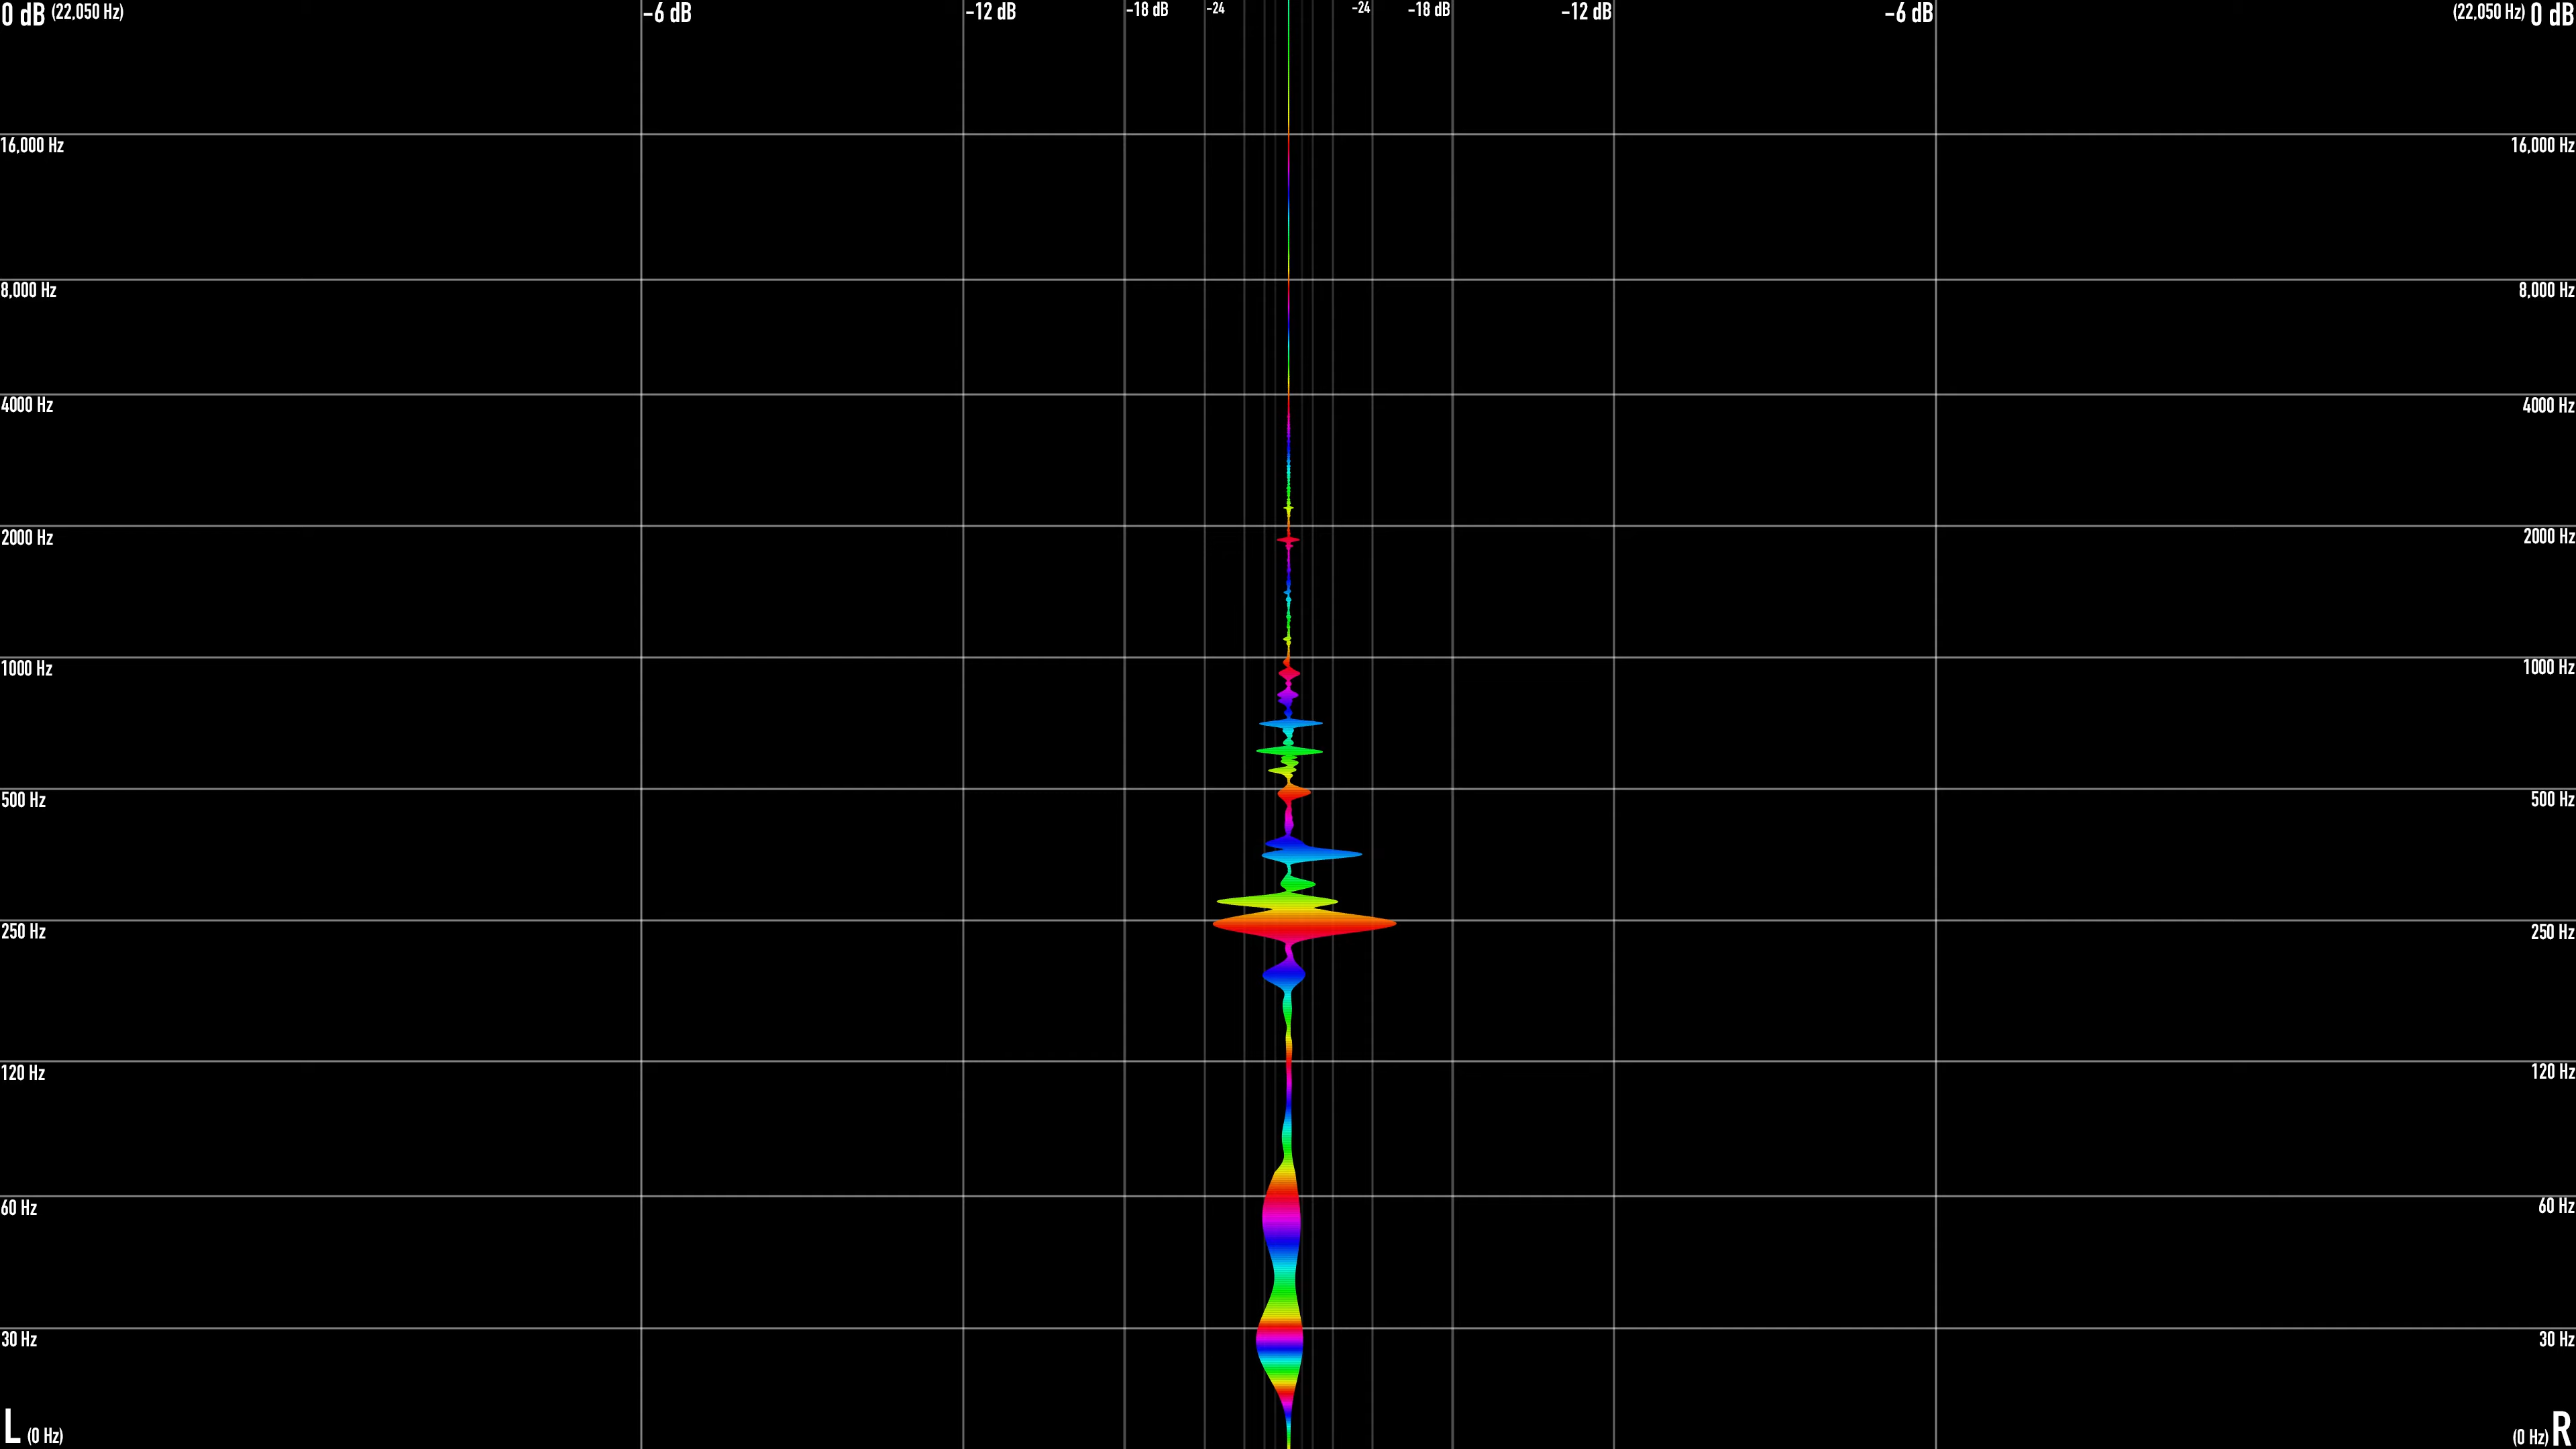 0 dB (22,050 Hz) −6 dB −12 dB −18 dB −24 −24 −18 dB −12 dB −6 dB (22,050 Hz) 0 dB
16,000 Hz 16,000 Hz
8,000 Hz 8,000 Hz
4000 Hz 4000 Hz
2000 Hz 2000 Hz
1000 Hz 1000 Hz
500 Hz 500 Hz
250 Hz 250 Hz
120 Hz 120 Hz
60 Hz 60 Hz
30 Hz 30 Hz
L (0 Hz) (0 Hz) R